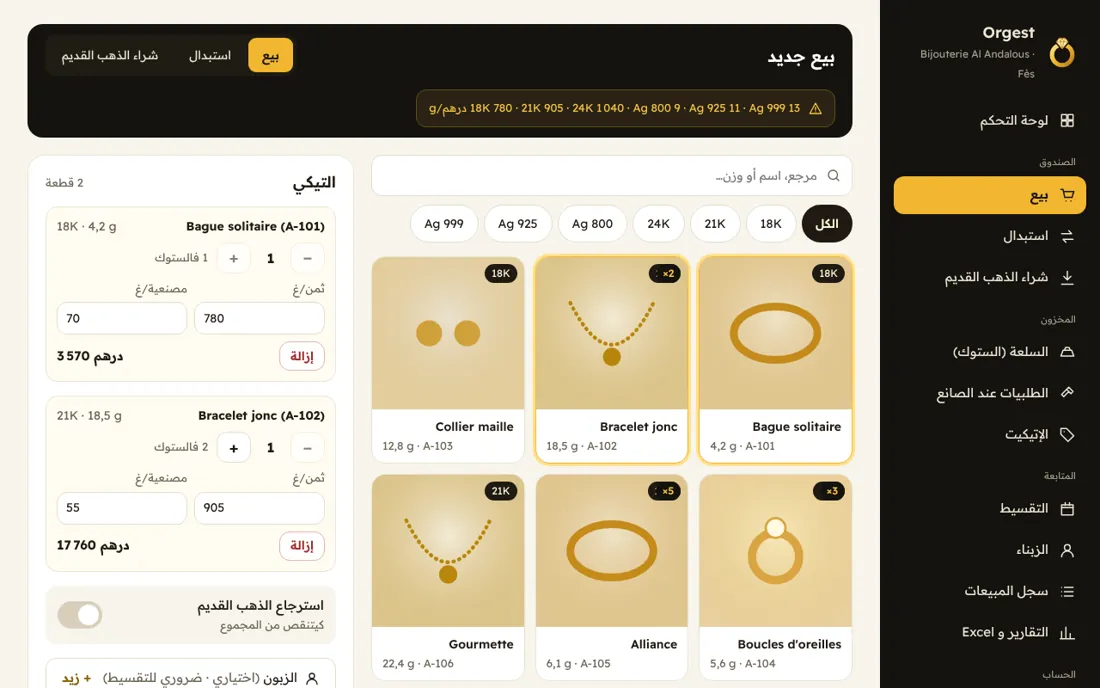 Orgest
Bijouterie Al Andalous ·
Fès
لوحة التحكم
الصندوق
بيع
استبدال
شراء الذهب القديم
المخزون
السلعة (الستوك)
الطلبيات عند الصانع
الإتيكيت
المتابعة
التقسيط
الزبناء
سجل المبيعات
التقارير و Excel
الحساب
بيع جديد
بيع
استبدال
شراء الذهب القديم
18K 780 · 21K 905 · 24K 1 040 · Ag 800 9 · Ag 925 11 · Ag 999 13 درهم/g
مرجع، اسم أو وزن...
الكل
18K
21K
24K
Ag 800
Ag 925
Ag 999
18K
Bague solitaire
4,2 g · A-101
×2
Bracelet jonc
18,5 g · A-102
18K
Collier maille
12,8 g · A-103
×3
Boucles d'oreilles
5,6 g · A-104
×5
Alliance
6,1 g · A-105
21K
Gourmette
22,4 g · A-106
التيكي
2 قطعة
Bague solitaire (A-101)
18K · 4,2 g
−
1
+
1 فالستوك
ثمن/غ
مصنعية/غ
780
70
إزالة
3 570 درهم
Bracelet jonc (A-102)
21K · 18,5 g
−
1
+
2 فالستوك
ثمن/غ
مصنعية/غ
905
55
إزالة
17 760 درهم
استرجاع الذهب القديم
كيتنقص من المجموع
الزبون (اختياري · ضروري للتقسيط)
+ زيد